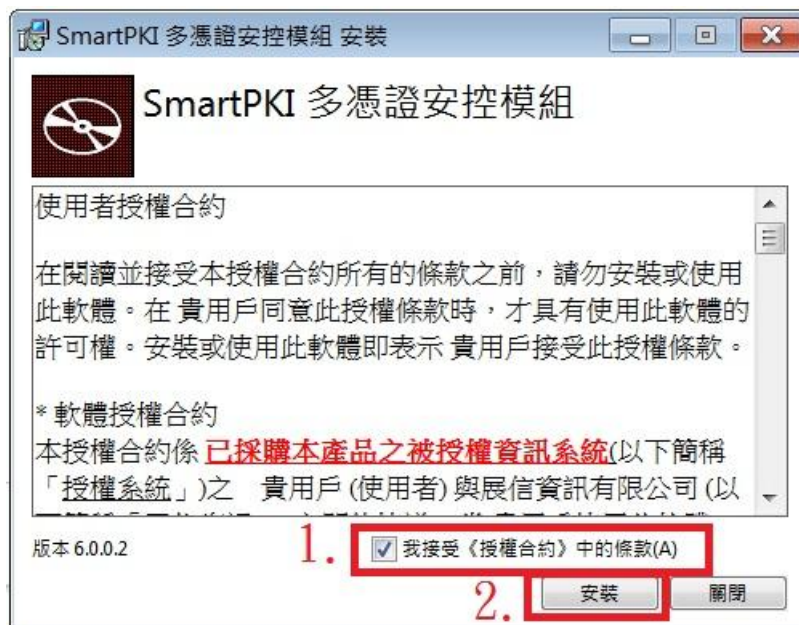 SmartPKI 多憑證安控模組 安裝
SmartPKI 多憑證安控模組
使用者授權合約
在閱讀並接受本授權合約所有的條款之前，請勿安裝或使用
此軟體。在 貴用戶同意此授權條款時，才具有使用此軟體的
許可權。安裝或使用此軟體即表示 貴用戶接受此授權條款。
* 軟體授權合約
本授權合約係 已採購本產品之被授權資訊系統(以下簡稱
「授權系統」)之 貴用戶 (使用者) 與展信資訊有限公司 (以
版本 6.0.0.2
1.
我接受《授權合約》中的條款(A)
2.
安裝
關閉